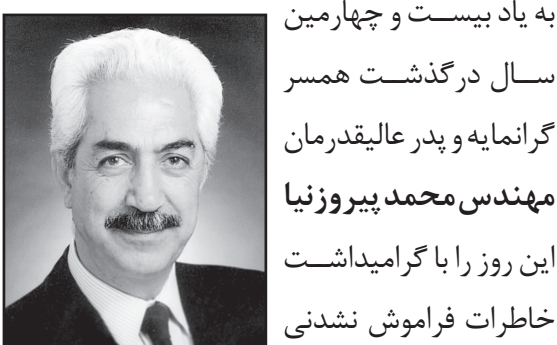 به یاد بیست و چهارمین
سال درگذشت همسر
گرانمایه و پدر عالیقدرمان
مهندس محمد پیروزنیا
این روز را با گرامیداشت
خاطرات فراموش نشدنی